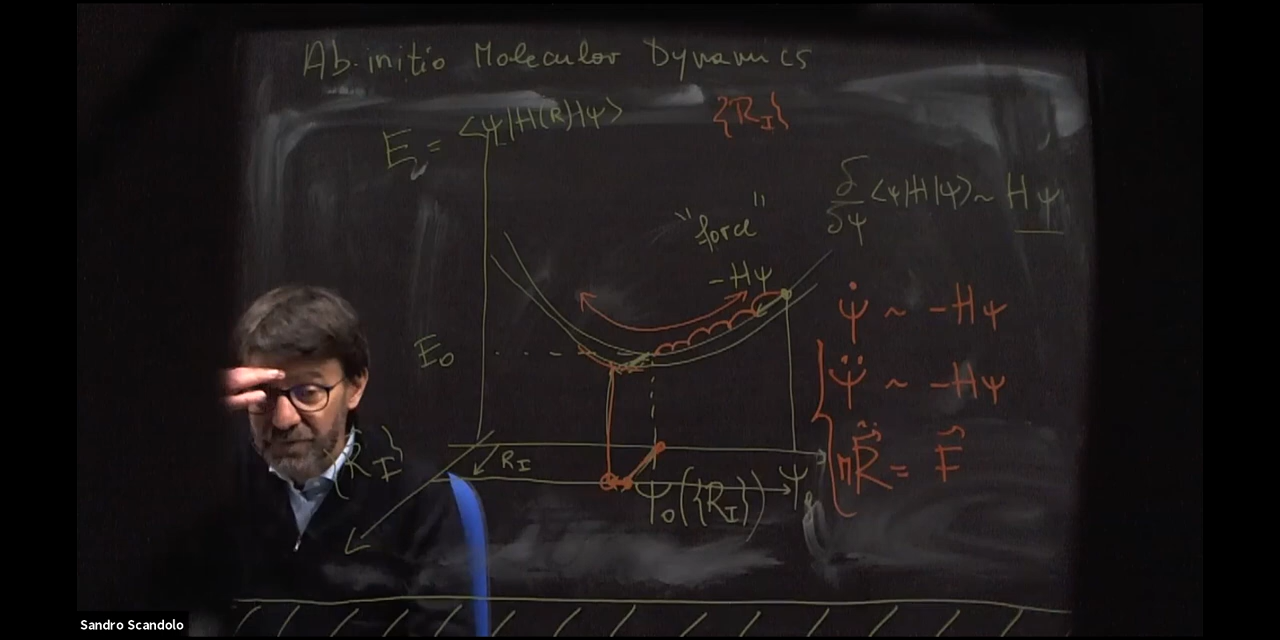 Ab-initio Molecular Dynamics
E = <ψ|H(R)|ψ>
{R_I}
δ/δψ <ψ|H|ψ> ~ Hψ
"force"
-Hψ
ψ̇ ~ -Hψ
E₀
ψ̈ ~ -Hψ
{R_I}
R_I
mR̈ = F⃗
ψ₀({R_I})
ψ
Sandro Scandolo